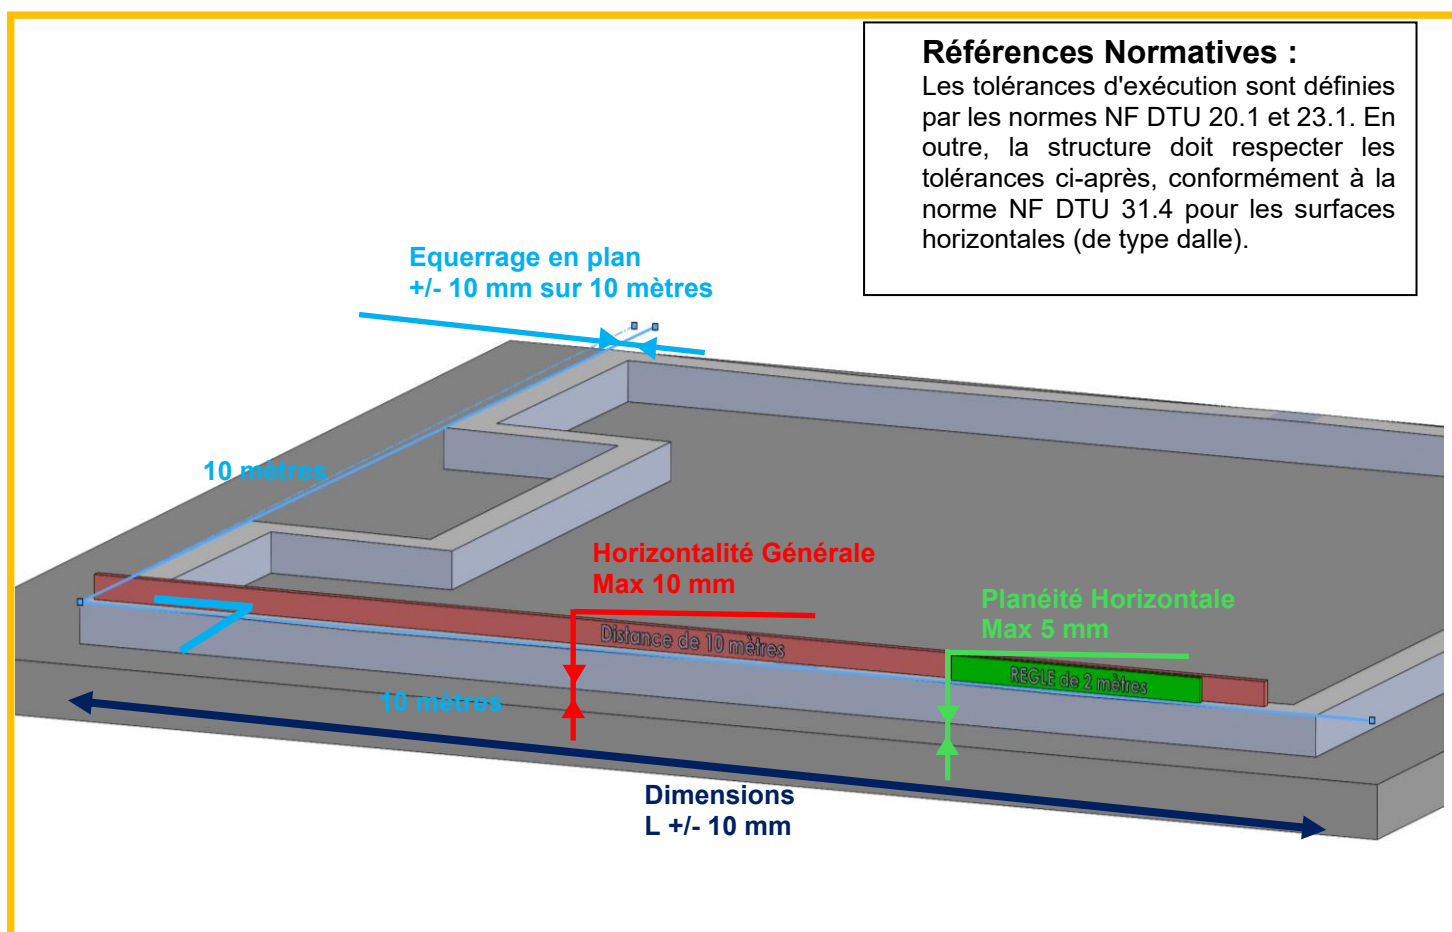 Références Normatives :
Les tolérances d'exécution sont définies
par les normes NF DTU 20.1 et 23.1. En
outre, la structure doit respecter les
tolérances ci-après, conformément à la
norme NF DTU 31.4 pour les surfaces
horizontales (de type dalle).
Equerrage en plan
+/- 10 mm sur 10 mètres
10 mètres
Horizontalité Générale
Max 10 mm
Planéité Horizontale
Max 5 mm
Distance de 10 mètres
REGLE de 2 mètres
10 mètres
Dimensions
L +/- 10 mm